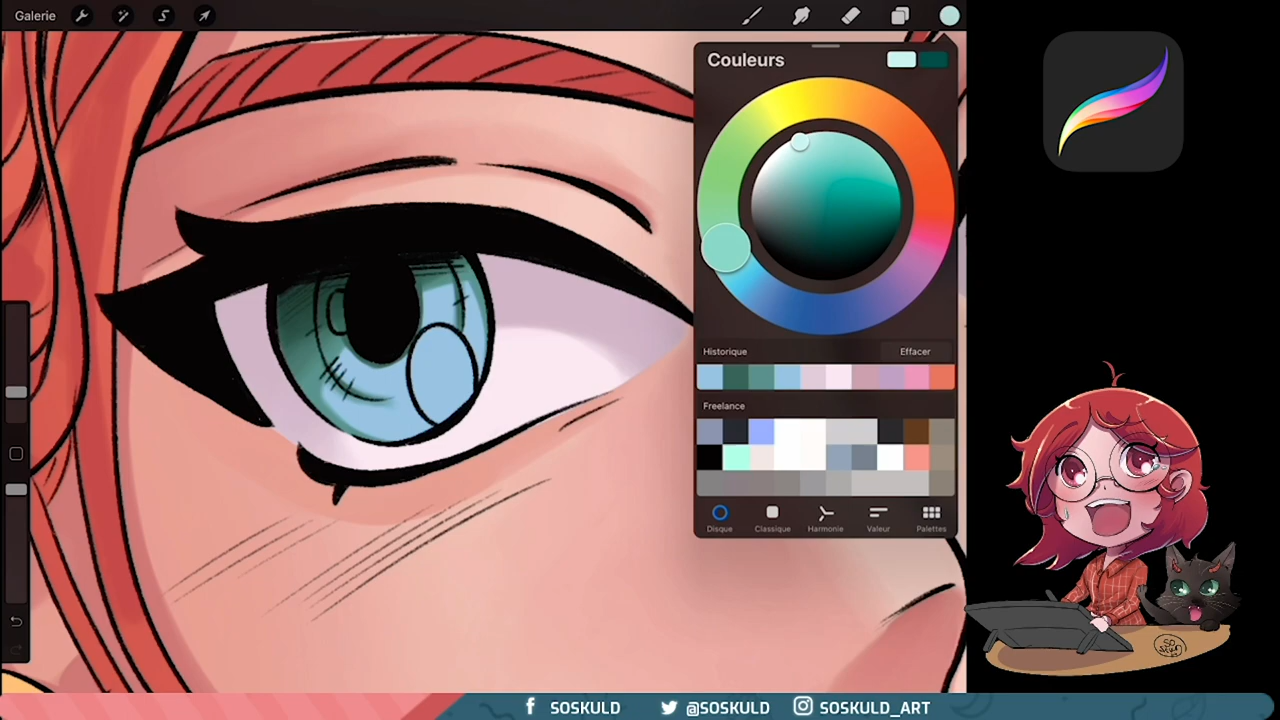 Galerie
Couleurs
Historique
Effacer
Freelance
Disque
Classique
Harmonie
Valeur
Palettes
SOSKULD
@SOSKULD
SOSKULD_ART